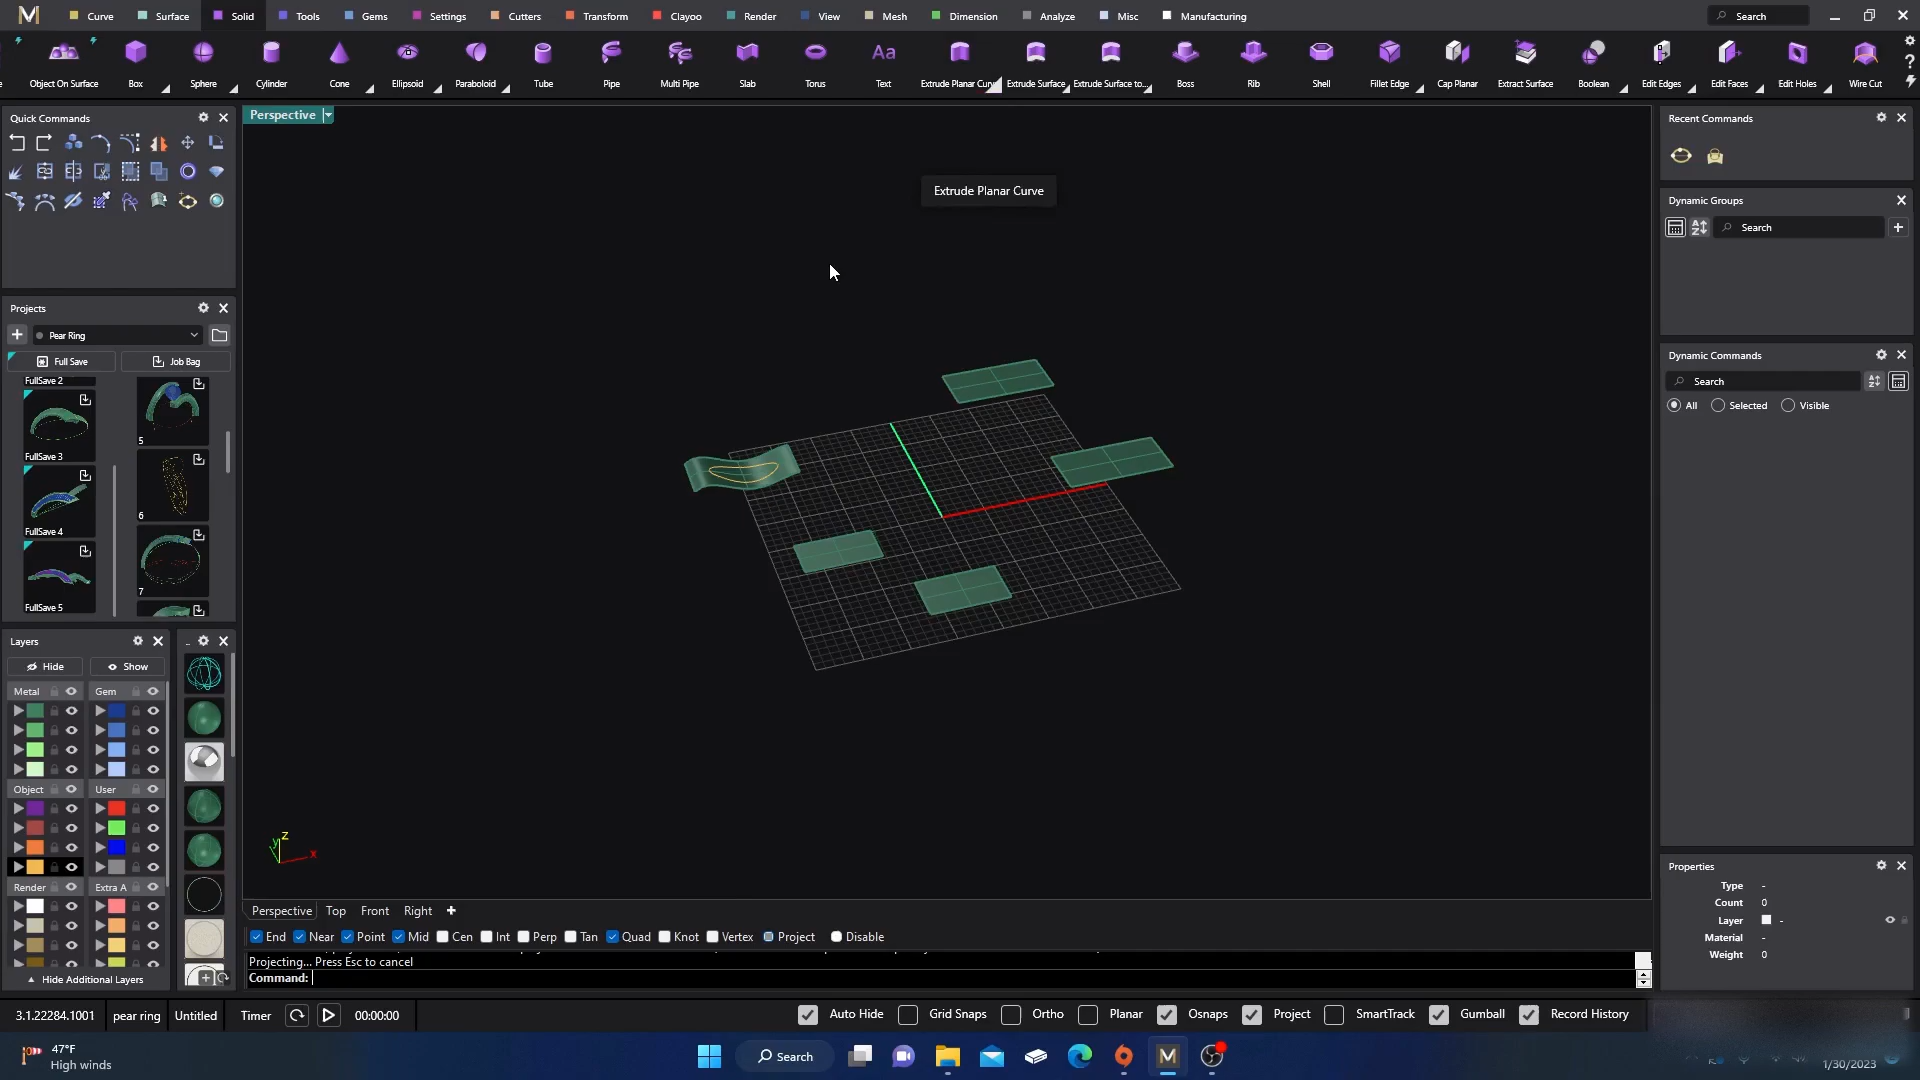 Curve Surface Solid Tools Gems Settings Cutters Transform Clayoo Render View Mesh Dimension Analyze Misc Manufacturing Search
Object On Surface Box Sphere Cylinder Cone Ellipsoid Paraboloid Tube Pipe Multi Pipe Slab Torus Text Extrude Planar Curv Extrude Surface Extrude Surface to... Boss Rib Shell Fillet Edge Cap Planar Extract Surface Boolean Edit Edges Edit Faces Edit Holes Wire Cut
Quick Commands
Perspective
Extrude Planar Curve
Projects
Pear Ring
Full Save Job Bag
FullSave 2
FullSave 3
5
FullSave 4
6
FullSave 5
7
Layers
Hide Show
Metal Gem
Object User
Render Extra A
Hide Additional Layers
z
y
x
Recent Commands
Dynamic Groups
Search
Dynamic Commands
Search
All Selected Visible
Properties
Type -
Count 0
Layer -
Material -
Weight 0
Perspective Top Front Right
End Near Point Mid Cen Int Perp Tan Quad Knot Vertex Project Disable
Projecting... Press Esc to cancel
Command:
3.1.22284.1001 pear ring Untitled Timer 00:00:00 Auto Hide Grid Snaps Ortho Planar Osnaps Project SmartTrack Gumball Record History
47°F
High winds
Search
1/30/2023